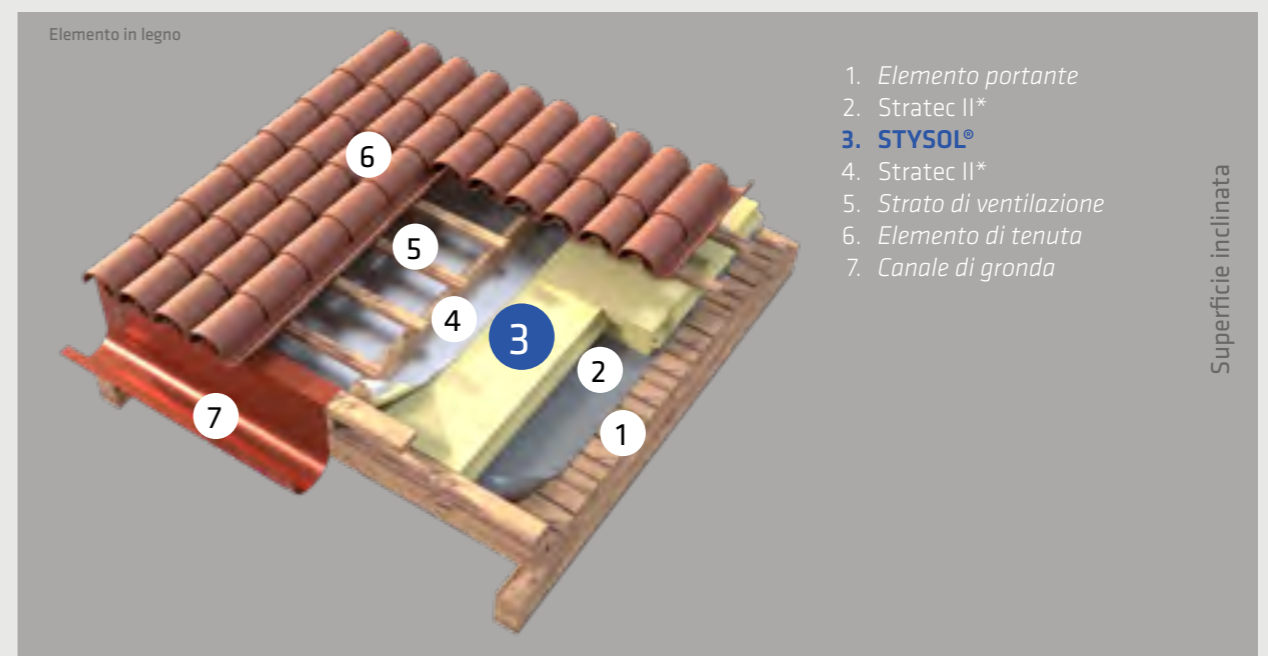 Elemento in legno
1. Elemento portante
2. Stratec II*
3. STYSOL®
4. Stratec II*
5. Strato di ventilazione
6. Elemento di tenuta
7. Canale di gronda
Superficie inclinata
6
5
4
3
2
1
7